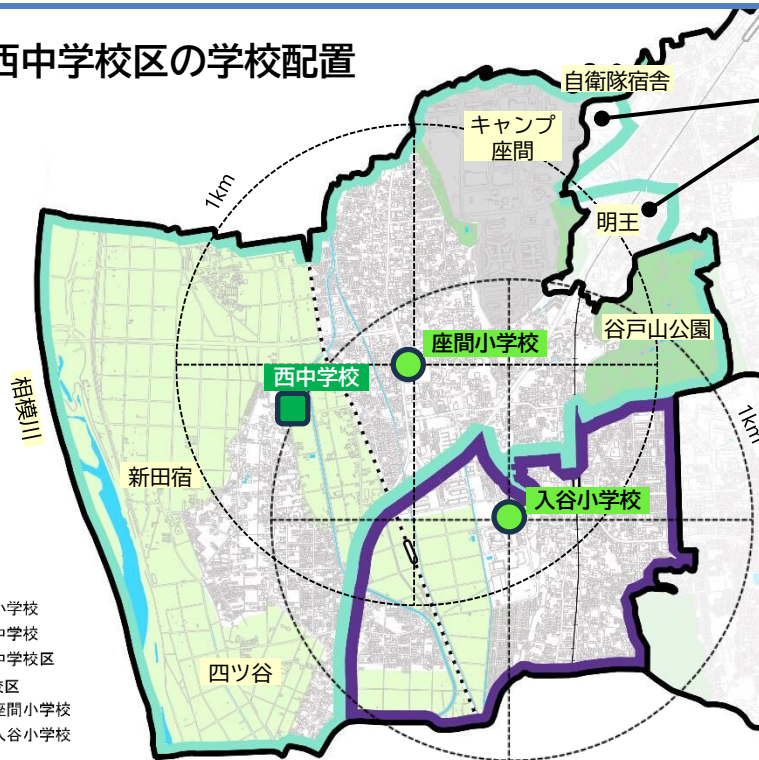 西中学校区の学校配置
自衛隊宿舎
キャンプ
座間
1km
明王
谷戸山公園
座間小学校
西中学校
相模川
1km
新田宿
入谷小学校
四ツ谷
小学校
中学校
中学校区
校区
座間小学校
入谷小学校